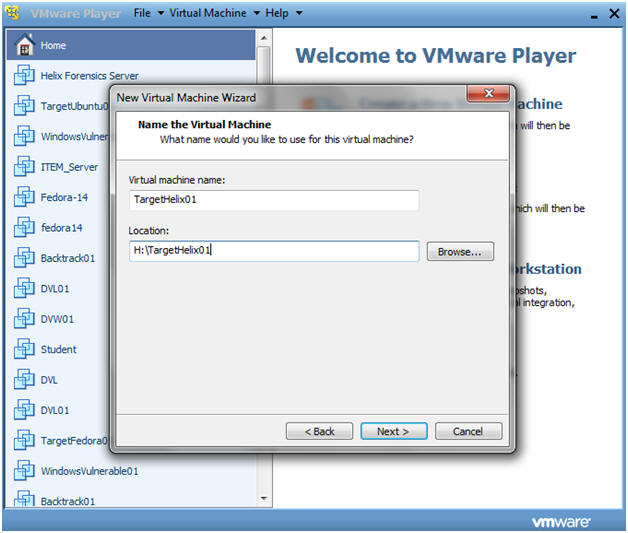 VMware Player File Virtual Machine Help
Home
Helix Forensics Server
TargetUbuntu0
WindowsVulner
ITEM_Server
Fedora-14
fedora14
Backtrack01
DVL01
DVW01
Student
DVL
DVL01
TargetFedora0
WindowsVulnerable01
Backtrack01
Welcome to VMware Player
chine
will then be
which will then be
orkstation
pshots,
ol integration,
New Virtual Machine Wizard
Name the Virtual Machine
What name would you like to use for this virtual machine?
Virtual machine name:
TargetHelix01
Location:
H:\TargetHelix01
Browse...
< Back
Next >
Cancel
vmware